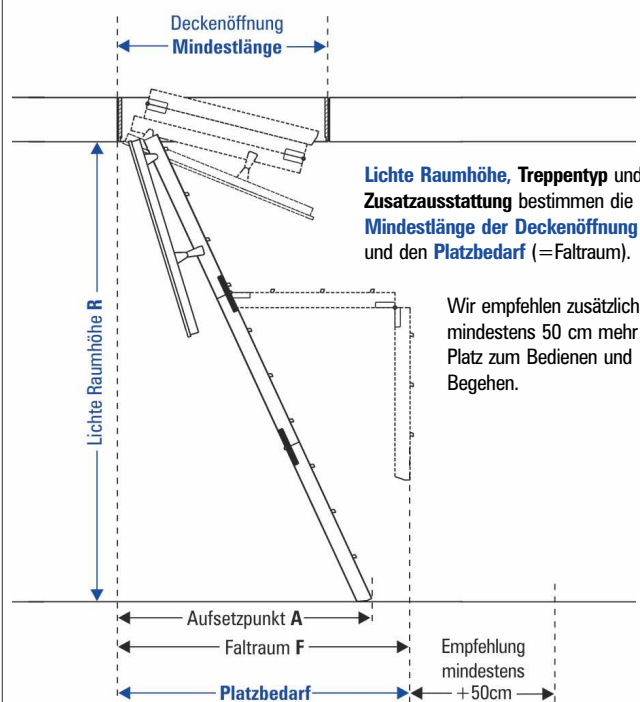 Deckenöffnung
Mindestlänge
Lichte Raumhöhe, Treppentyp und
Zusatzausstattung bestimmen die
Mindestlänge der Deckenöffnung
und den Platzbedarf (=Faltraum).
Wir empfehlen zusätzlich
mindestens 50 cm mehr
Platz zum Bedienen und
Begehen.
Lichte Raumhöhe R
Aufsetzpunkt A
Faltraum F
Platzbedarf
Empfehlung
mindestens
+50cm